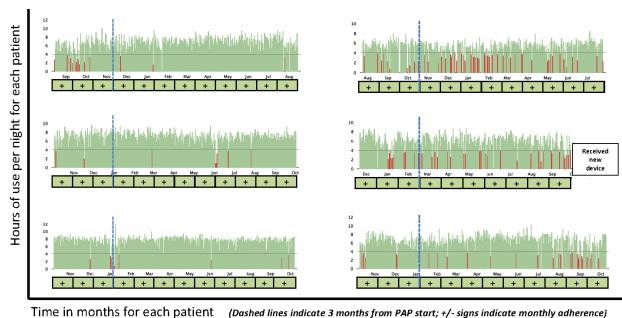 Hours of use per night for each patient
12
10
8
6
4
2
0
Sep Oct Nov Dec Jan Feb Mar Apr May Jun Jul Aug
+ + + + + + + + + + + +
12
10
8
6
4
2
0
Aug Sep Oct Nov Dec Jan Feb Mar Apr May Jun Jul
+ + + + + + + + + + + +
12
10
8
6
4
2
0
Nov Dec Jan Feb Mar Apr May Jun Jul Aug Sep Oct
+ + + + + + + + + + + +
12
10
8
6
4
2
0
Dec Jan Feb Mar Apr May Jun Jul Aug Sep Oct
+ + + + + + + + + + +
Received
new
device
12
10
8
6
4
2
0
Nov Dec Jan Feb Mar Apr May Jun Jul Aug Sep Oct
+ + + + + + + + + + + +
12
10
8
6
4
2
0
Nov Dec Jan Feb Mar Apr May Jun Jul Aug Sep Oct
+ + + + + + + + + + + +
Time in months for each patient (Dashed lines indicate 3 months from PAP start; +/- signs indicate monthly adherence)